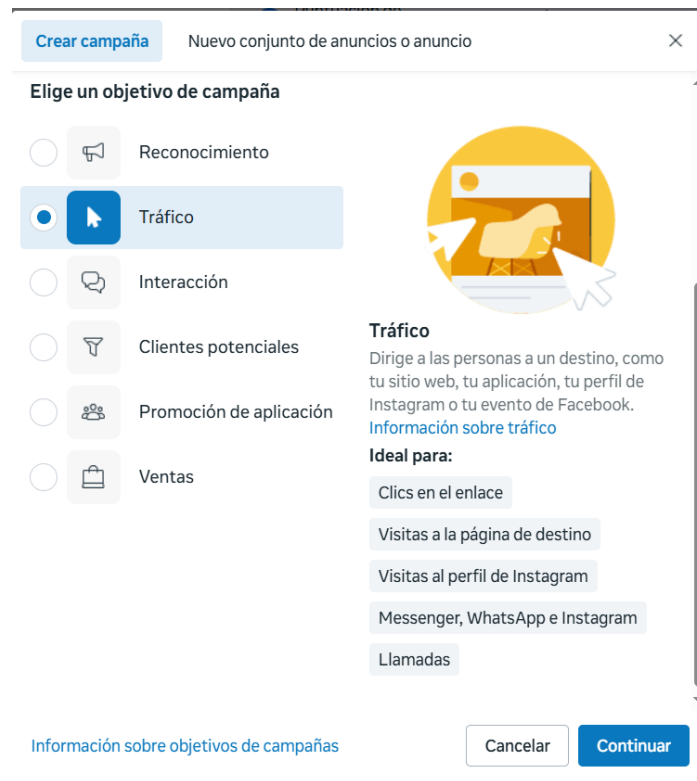 Crear campaña
Nuevo conjunto de anuncios o anuncio
Elige un objetivo de campaña
Reconocimiento
Tráfico
Interacción
Clientes potenciales
Promoción de aplicación
Ventas
Tráfico
Dirige a las personas a un destino, como
tu sitio web, tu aplicación, tu perfil de
Instagram o tu evento de Facebook.
Información sobre tráfico
Ideal para:
Clics en el enlace
Visitas a la página de destino
Visitas al perfil de Instagram
Messenger, WhatsApp e Instagram
Llamadas
Información sobre objetivos de campañas
Cancelar
Continuar